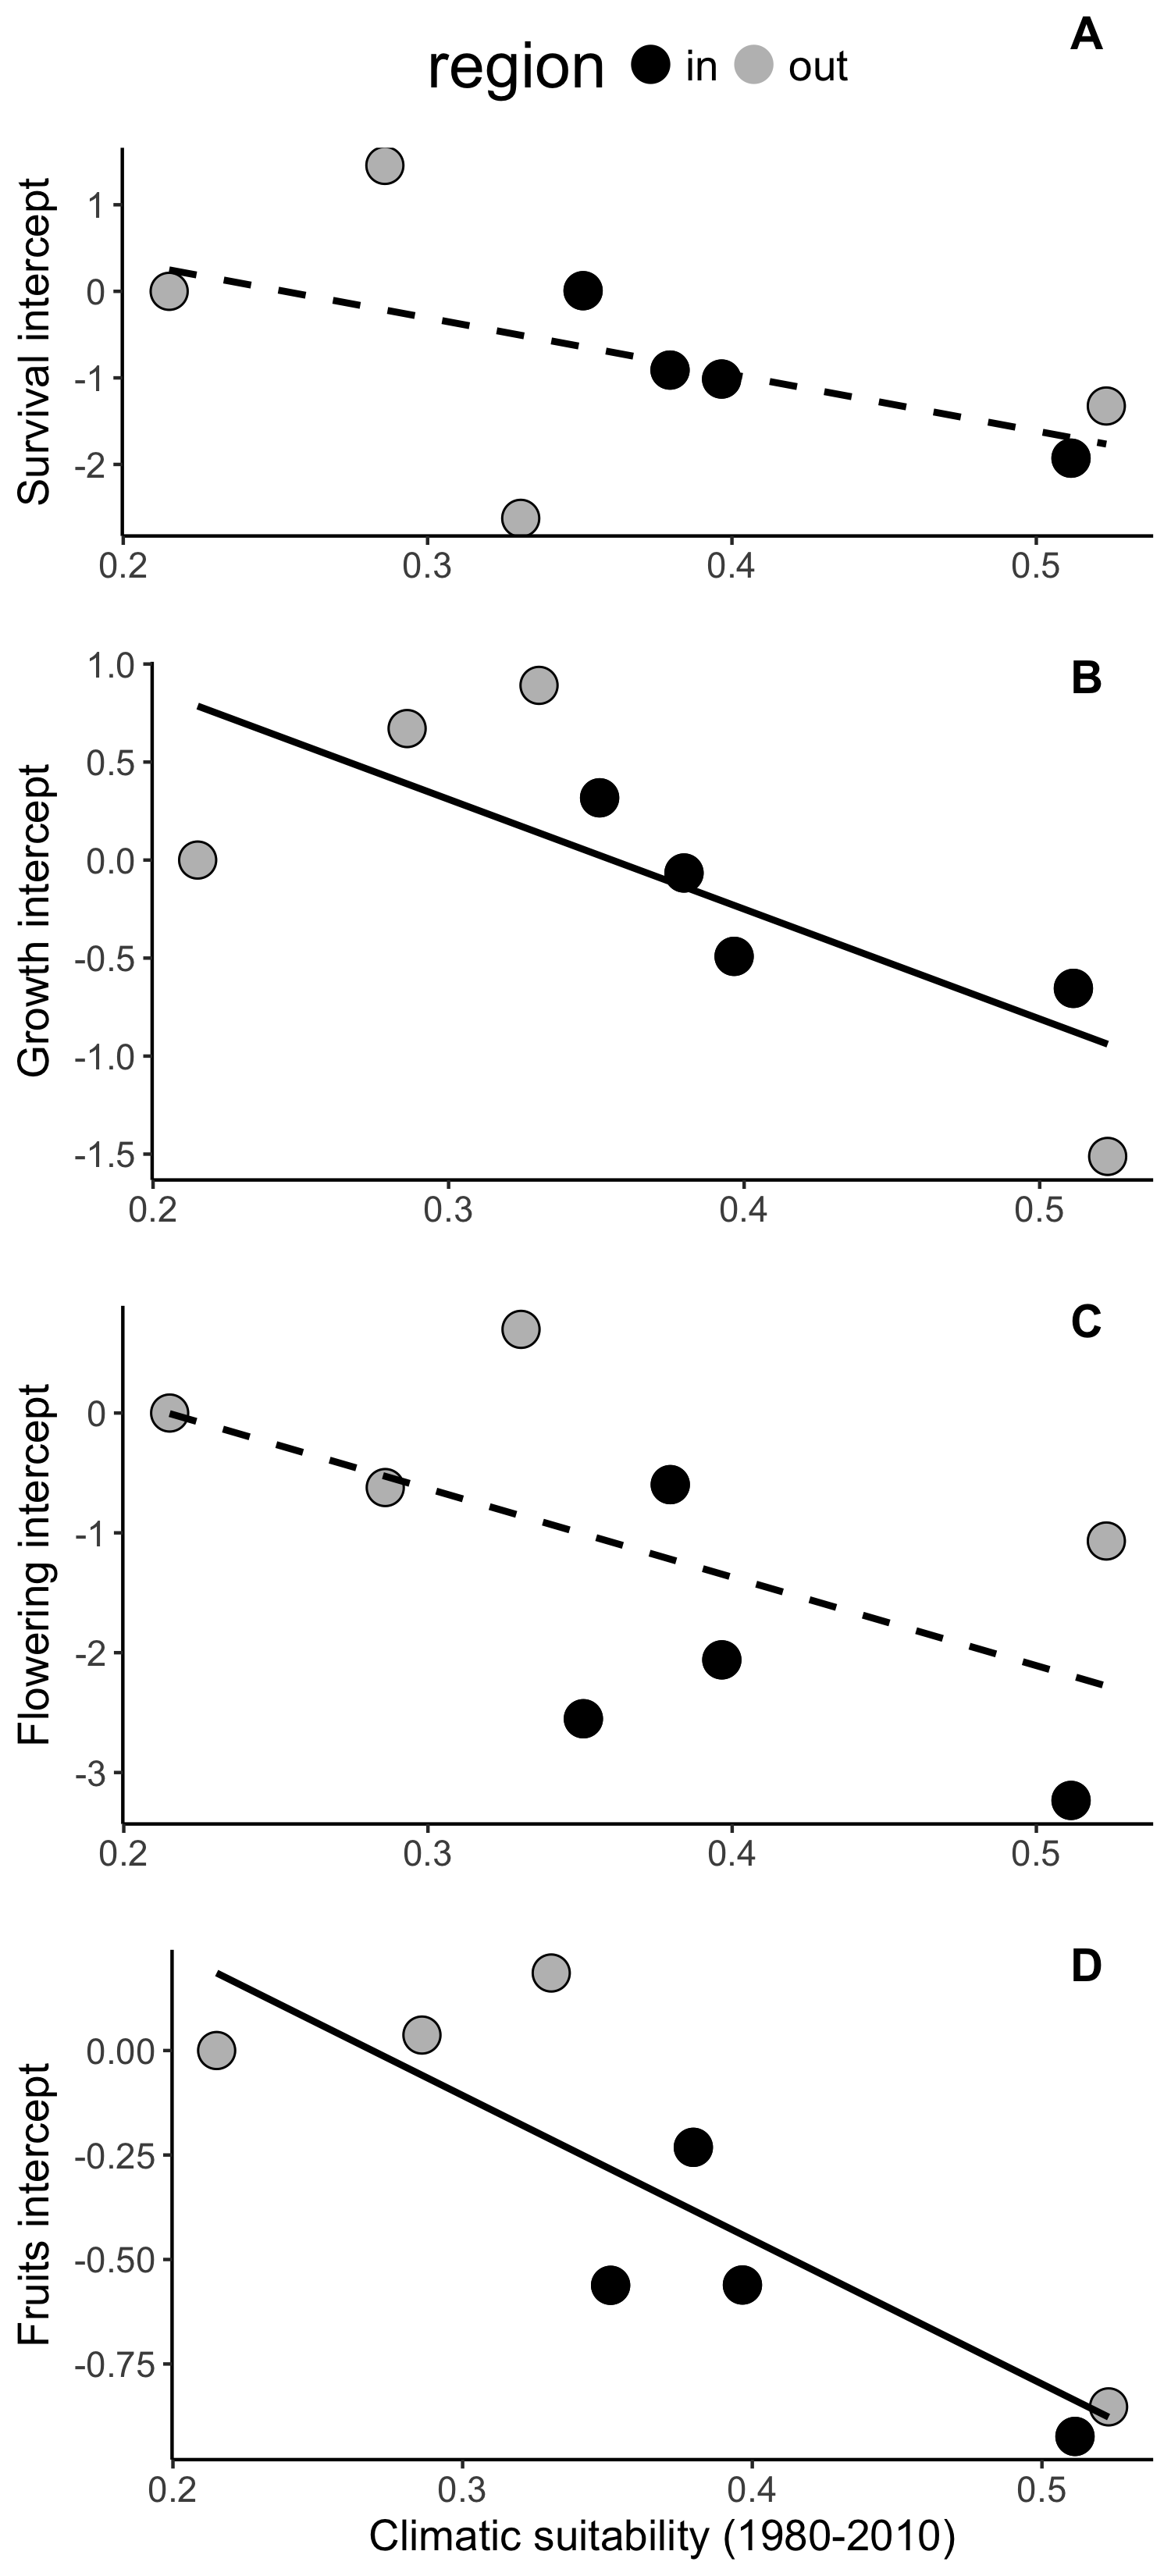 A
region in out
Survival intercept
1
0
-1
-2
0.2 0.3 0.4 0.5
B
Growth intercept
1.0
0.5
0.0
-0.5
-1.0
-1.5
0.2 0.3 0.4 0.5
C
Flowering intercept
0
-1
-2
-3
0.2 0.3 0.4 0.5
D
Fruits intercept
0.00
-0.25
-0.50
-0.75
0.2 0.3 0.4 0.5
Climatic suitability (1980-2010)